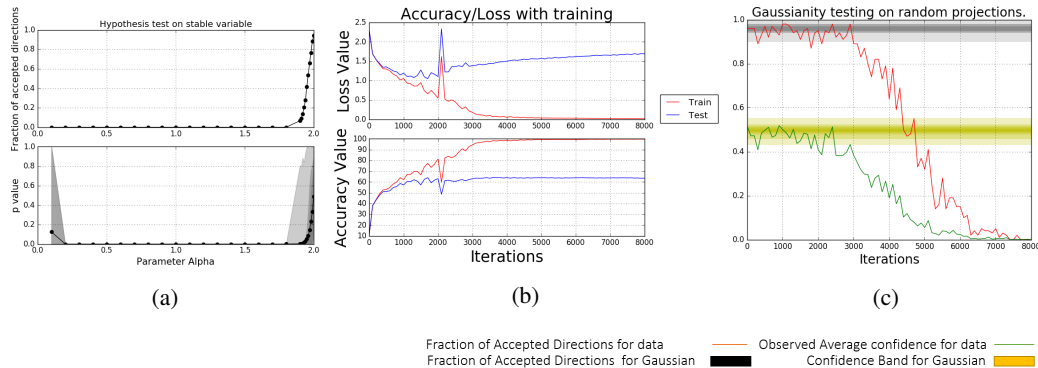 Hypothesis test on stable variable
Fraction of accepted directions
1.0
0.8
0.6
0.4
0.2
0.0
0.0 0.5 1.0 1.5 2.0
p value
1.0
0.8
0.6
0.4
0.2
0.0
0.0 0.5 1.0 1.5 2.0
Parameter Alpha
(a)
Accuracy/Loss with training
Loss Value
2.5
2.0
1.5
1.0
0.5
0.0
0 1000 2000 3000 4000 5000 6000 7000 8000
Train
Test
Accuracy Value
100
90
80
70
60
50
40
30
20
10
0 1000 2000 3000 4000 5000 6000 7000 8000
Iterations
(b)
Gaussianity testing on random projections.
1.0
0.8
0.6
0.4
0.2
0.0
0 1000 2000 3000 4000 5000 6000 7000 8000
Iterations
(c)
Fraction of Accepted Directions for data
Observed Average confidence for data
Fraction of Accepted Directions for Gaussian
Confidence Band for Gaussian